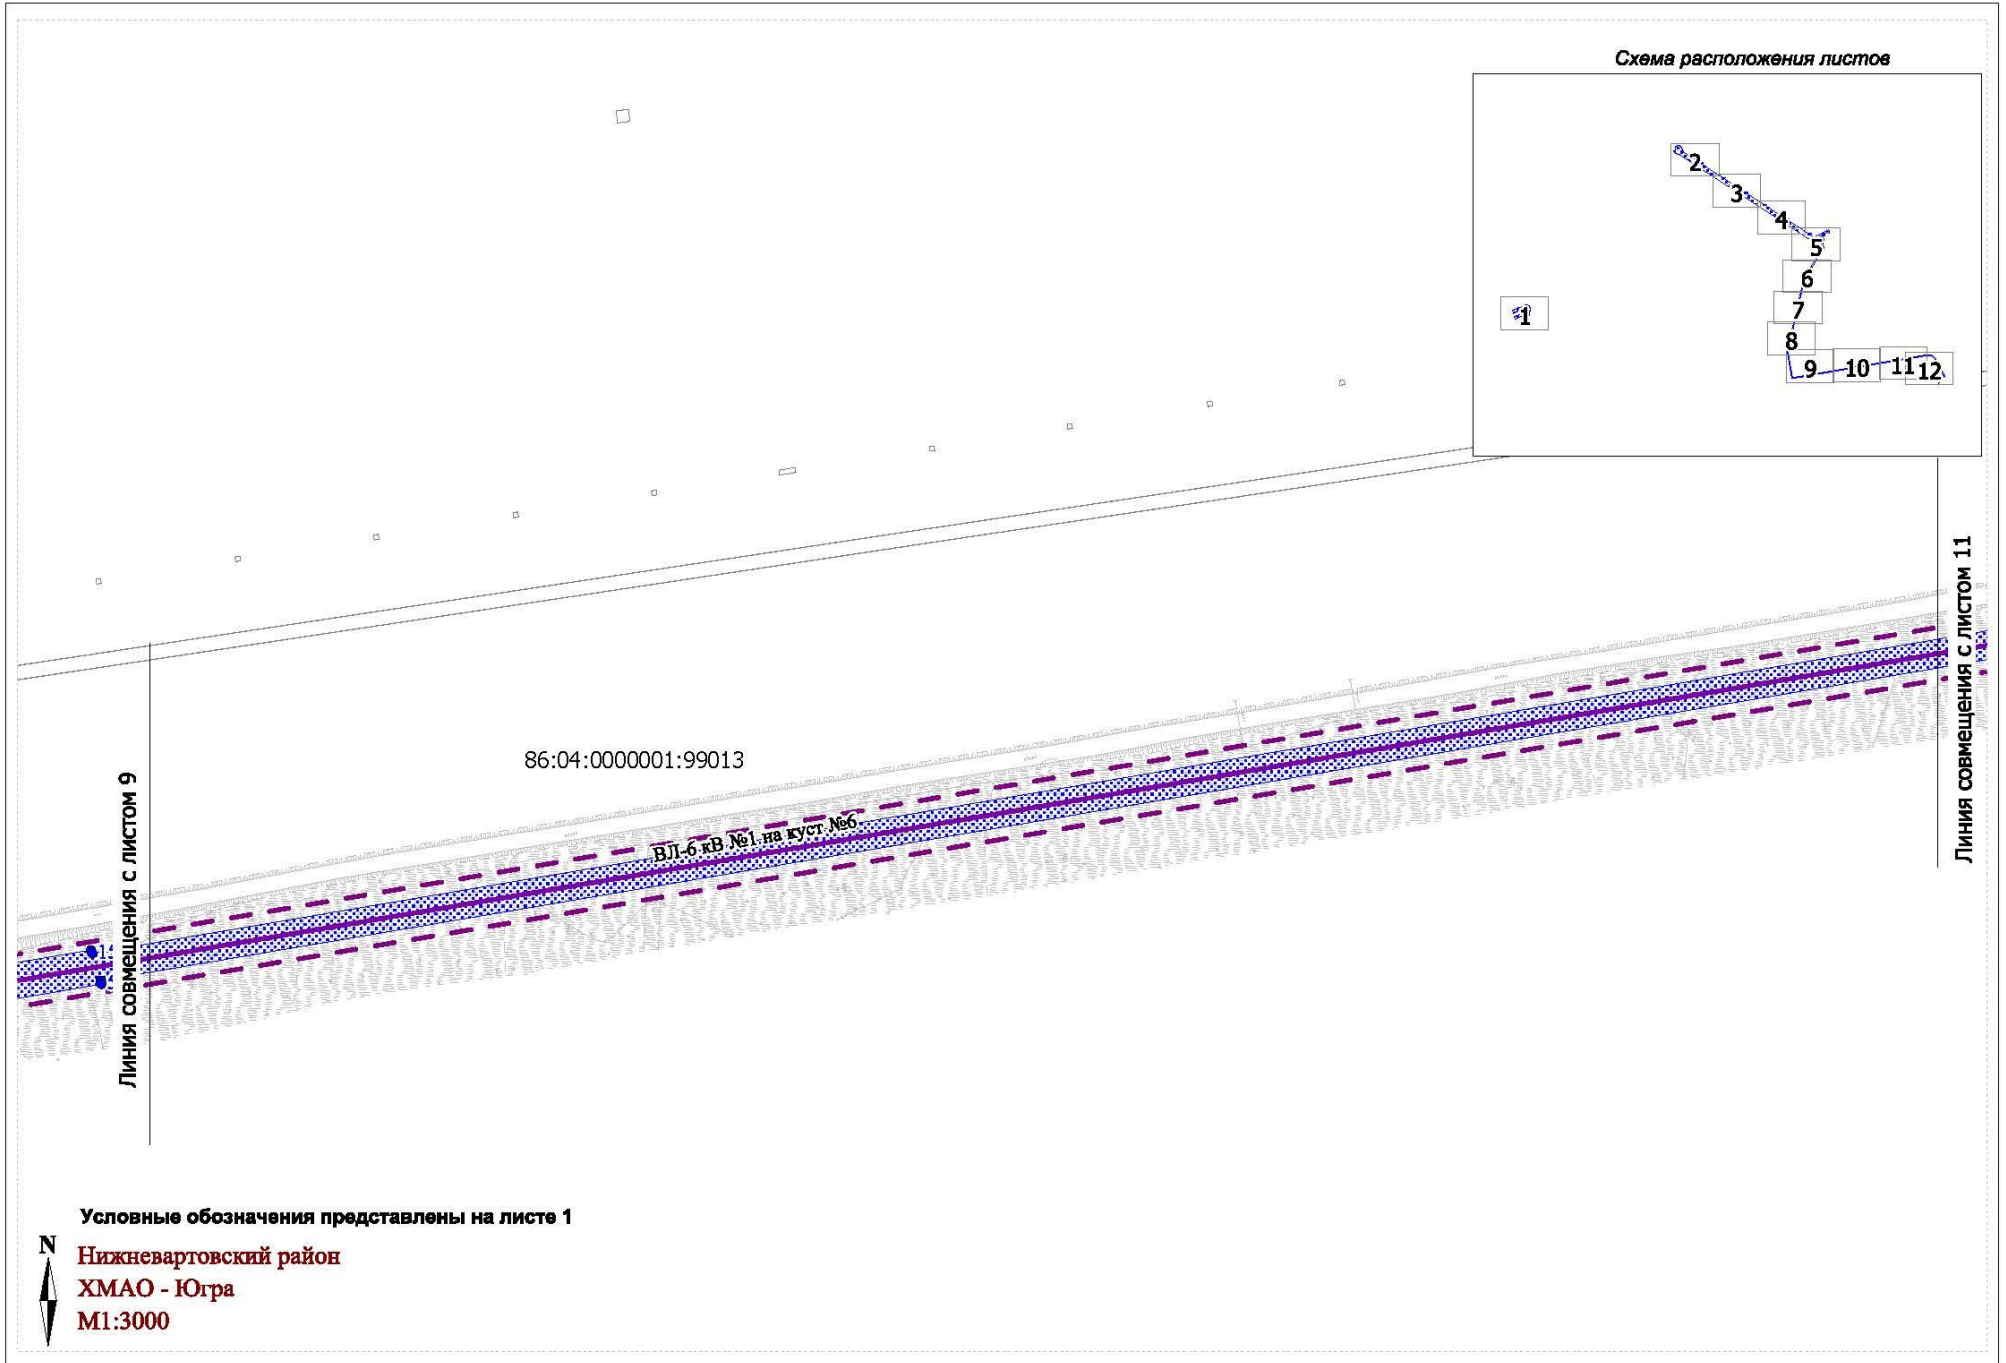 Схема расположения листов
2
3
4
5
6
7
8
9
10
11
12
1
Линия совмещения с листом 11
86:04:0000001:99013
ВЛ-6 кВ №1 на куст №6
Линия совмещения с листом 9
Условные обозначения представлены на листе 1
N
Нижневартовский район
ХМАО - Югра
М1:3000